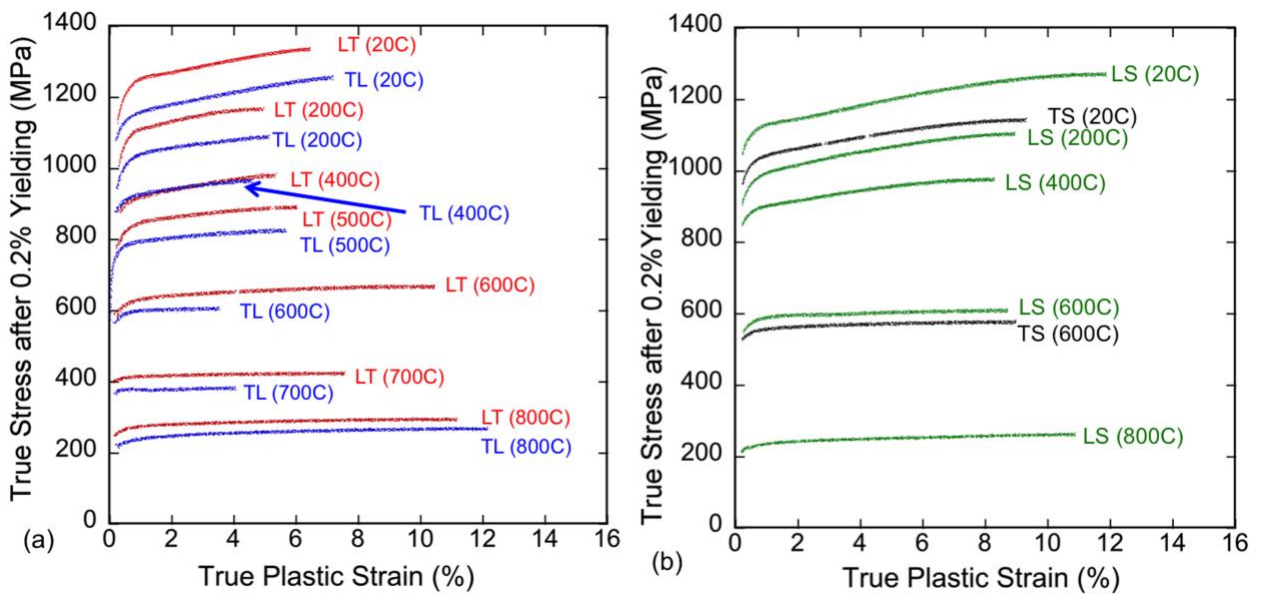 True Stress after 0.2% Yielding (MPa)
1400
1200
1000
800
600
400
200
0
LT (20C)
TL (20C)
LT (200C)
TL (200C)
LT (400C)
TL (400C)
LT (500C)
TL (500C)
LT (600C)
TL (600C)
LT (700C)
TL (700C)
LT (800C)
TL (800C)
0 2 4 6 8 10 12 14 16
(a)
True Plastic Strain (%)
True Stress after 0.2%Yielding (MPa)
1400
1200
1000
800
600
400
200
0
LS (20C)
TS (20C)
LS (200C)
LS (400C)
LS (600C)
TS (600C)
LS (800C)
0 2 4 6 8 10 12 14 16
(b)
True Plastic Strain (%)